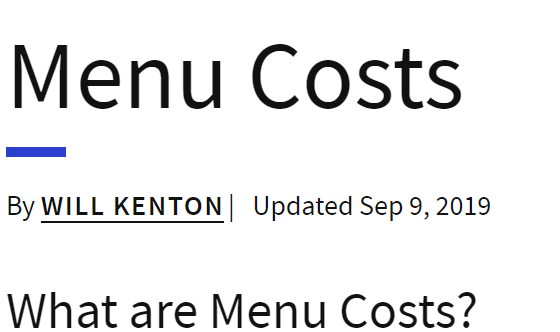 Menu Costs
By WILL KENTON | Updated Sep 9, 2019
What are Menu Costs?